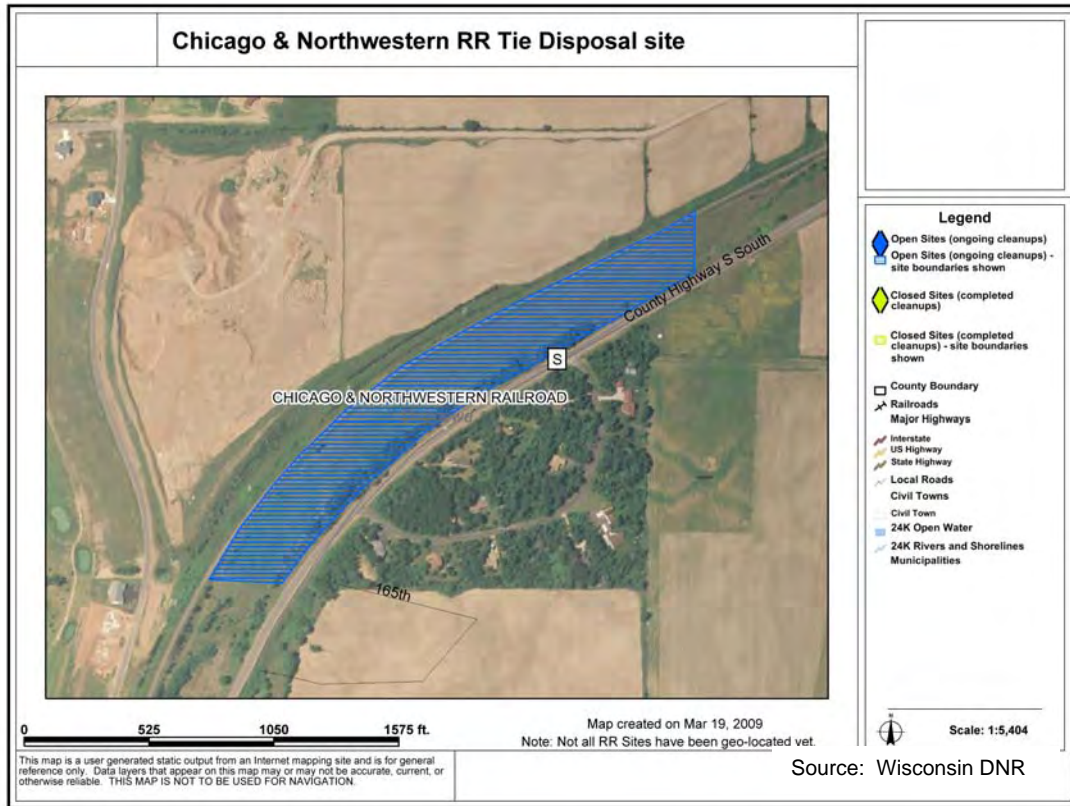 Chicago & Northwestern RR Tie Disposal site
County Highway S South
S
CHICAGO & NORTHWESTERN RAILROAD
165th
0 525 1050 1575 ft.
Map created on Mar 19, 2009
Note: Not all RR Sites have been geo-located yet.
This map is a user generated static output from an Internet mapping site and is for general
reference only. Data layers that appear on this map may or may not be accurate, current, or
otherwise reliable. THIS MAP IS NOT TO BE USED FOR NAVIGATION.
Legend
Open Sites (ongoing cleanups)
Open Sites (ongoing cleanups) -
site boundaries shown
Closed Sites (completed
cleanups)
Closed Sites (completed
cleanups) - site boundaries
shown
County Boundary
Railroads
Major Highways
Interstate
US Highway
State Highway
Local Roads
Civil Towns
Civil Town
24K Open Water
24K Rivers and Shorelines
Municipalities
N
Scale: 1:5,404
Source: Wisconsin DNR